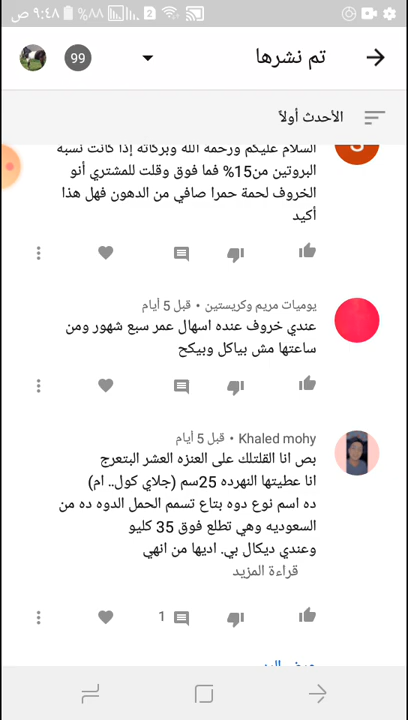 ٩:٤٨ ص
٨٨%
2
تم نشرها
99
الأحدث أولاً
السلام عليكم ورحمة الله وبركاته إذا كانت نسبة
البروتين من15% فما فوق وقلت للمشتري أنو
الخروف لحمة حمرا صافي من الدهون فهل هذا
أكيد
يوميات مريم وكريستين • قبل 5 أيام
عندي خروف عنده اسهال عمر سبع شهور ومن
ساعتها مش بياكل وبيكح
Khaled mohy • قبل 5 أيام
بص انا القلتلك على العنزه العشر البتعرج
انا عطيتها النهرده 25سم (جلاي كول.. ام)
ده اسم نوع دوه بتاع تسمم الحمل الدوه ده من
السعوديه وهي تطلع فوق 35 كليو
وعندي ديكال بي. اديها من انهي
قراءة المزيد
1